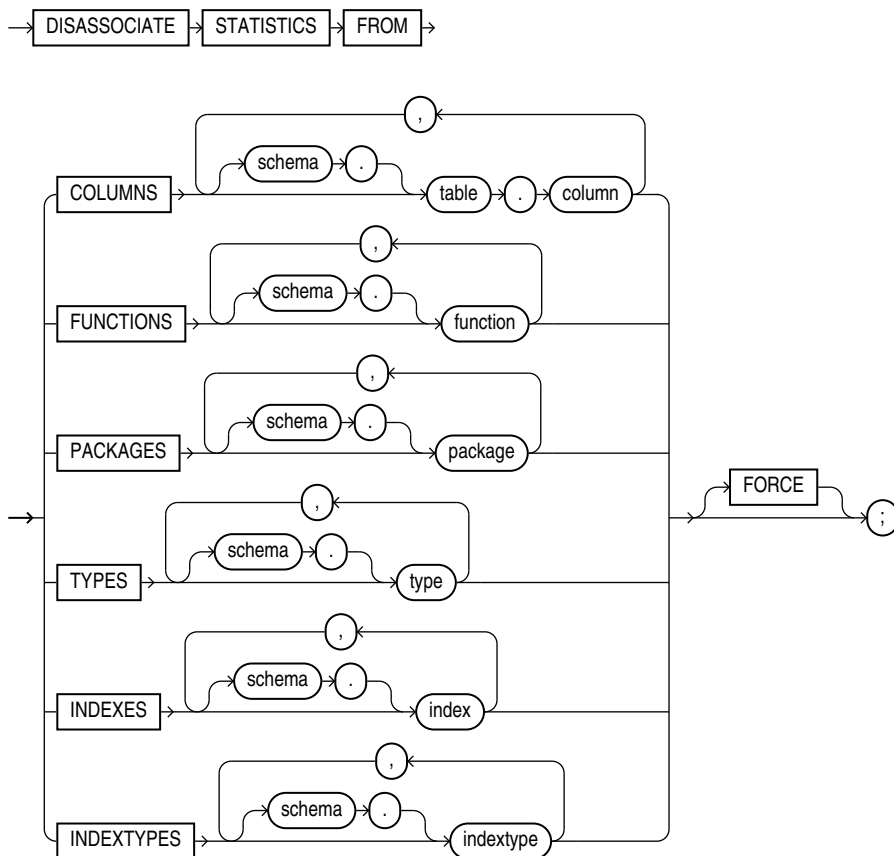 DISASSOCIATE STATISTICS FROM
,
schema .
COLUMNS table . column
,
schema .
FUNCTIONS function
,
schema .
PACKAGES package
FORCE
,
;
schema .
TYPES type
,
schema .
INDEXES index
,
schema .
INDEXTYPES indextype